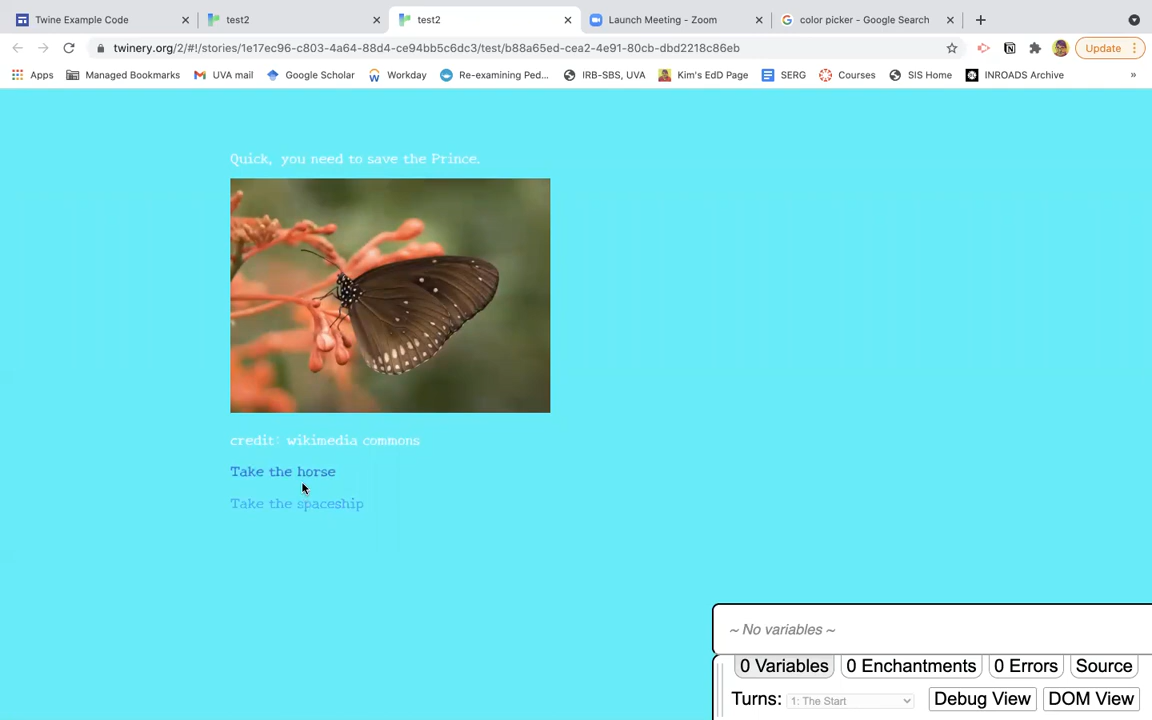 Twine Example Code
test2
test2
Launch Meeting - Zoom
color picker - Google Search
twinery.org/2/#!/stories/1e17ec96-c803-4a64-88d4-ce94bb5c6dc3/test/b88a65ed-cea2-4e91-80cb-dbd2218c86eb
Update
Apps
Managed Bookmarks
UVA mail
Google Scholar
Workday
Re-examining Ped...
IRB-SBS, UVA
Kim's EdD Page
SERG
Courses
SIS Home
INROADS Archive
»
Quick, you need to save the Prince.
credit: wikimedia commons
Take the horse
Take the spaceship
~ No variables ~
0 Variables
0 Enchantments
0 Errors
Source
Turns:
1: The Start
Debug View
DOM View